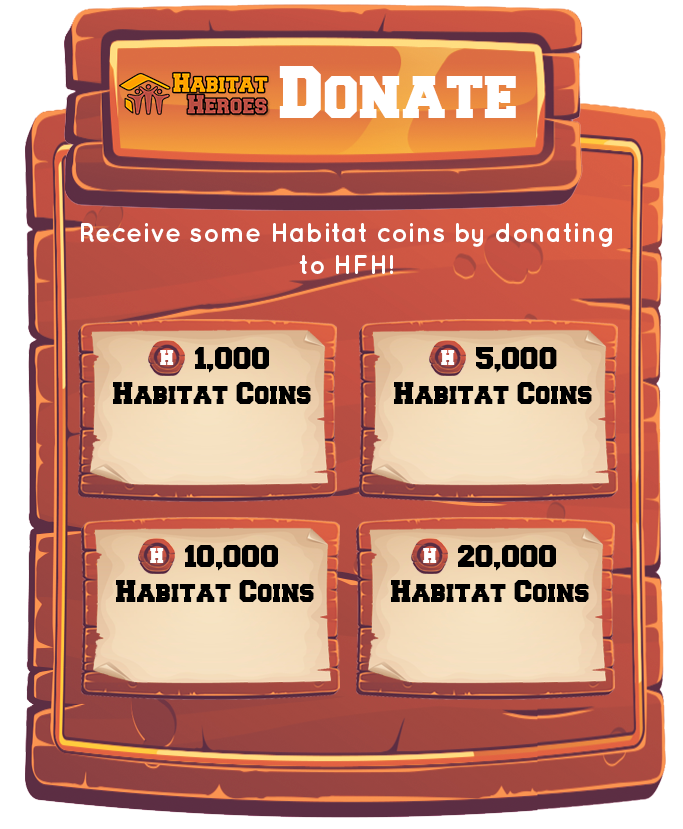 Habitat
Heroes
Donate
Receive some Habitat coins by donating
to HFH!
H 1,000
Habitat Coins
H 5,000
Habitat Coins
H 10,000
Habitat Coins
H 20,000
Habitat Coins